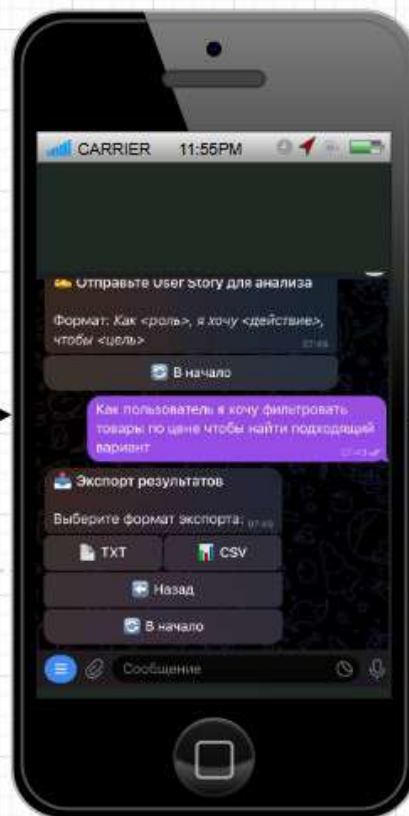 CARRIER 11:55PM
Отправьте User Story для анализа
Формат: Как <роль>, я хочу <действие>,
чтобы <цель>
В начало
Как пользователь я хочу фильтровать
товары по цене чтобы найти подходящий
вариант
Экспорт результатов
Выберите формат экспорта:
TXT CSV
Назад
В начало
Сообщение